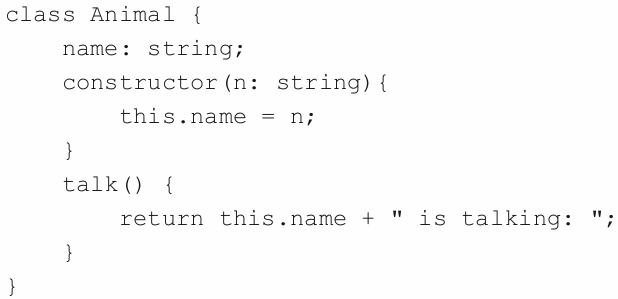 class Animal {
    name: string;
    constructor(n: string){
        this.name = n;
    }
    talk() {
        return this.name + " is talking: ";
    }
}